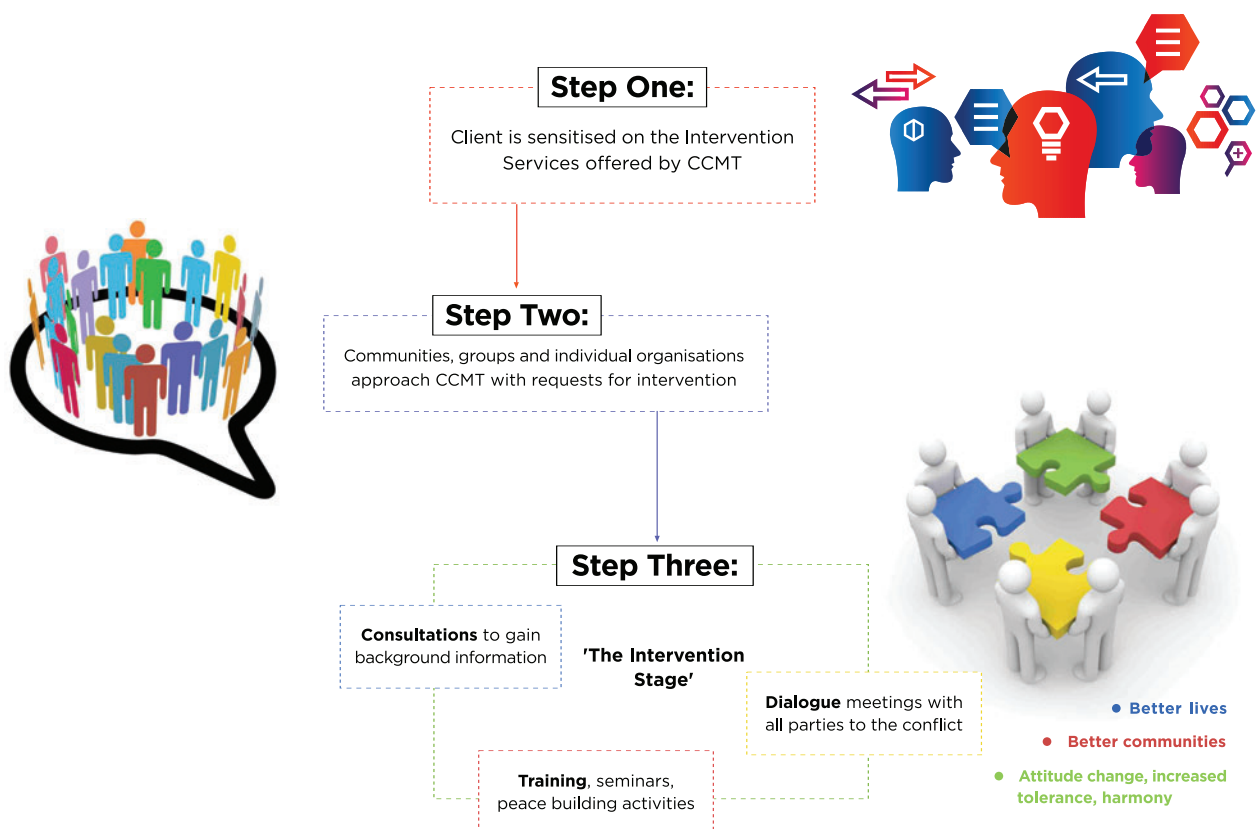 Step One:
Client is sensitised on the Intervention
Services offered by CCMT
Step Two:
Communities, groups and individual organisations
approach CCMT with requests for intervention
Step Three:
Consultations to gain
background information
'The Intervention
Stage'
Dialogue meetings with
all parties to the conflict
Training, seminars,
peace building activities
• Better lives
• Better communities
• Attitude change, increased
tolerance, harmony